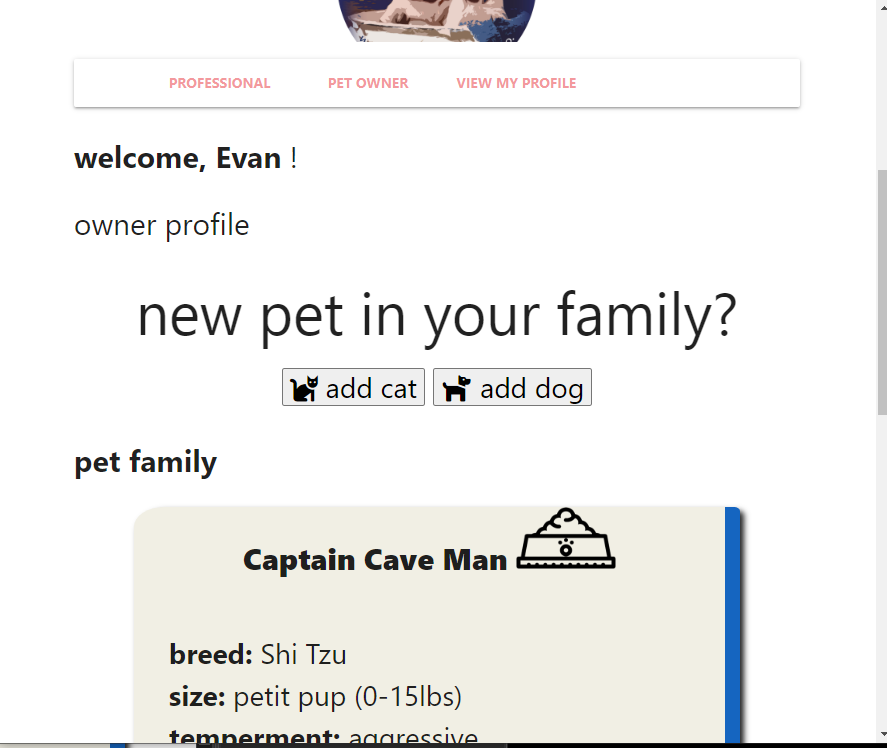 PROFESSIONAL PET OWNER VIEW MY PROFILE
welcome, Evan !
owner profile
new pet in your family?
add cat add dog
pet family
Captain Cave Man
breed: Shi Tzu
size: petit pup (0-15lbs)
temperment: aggressive